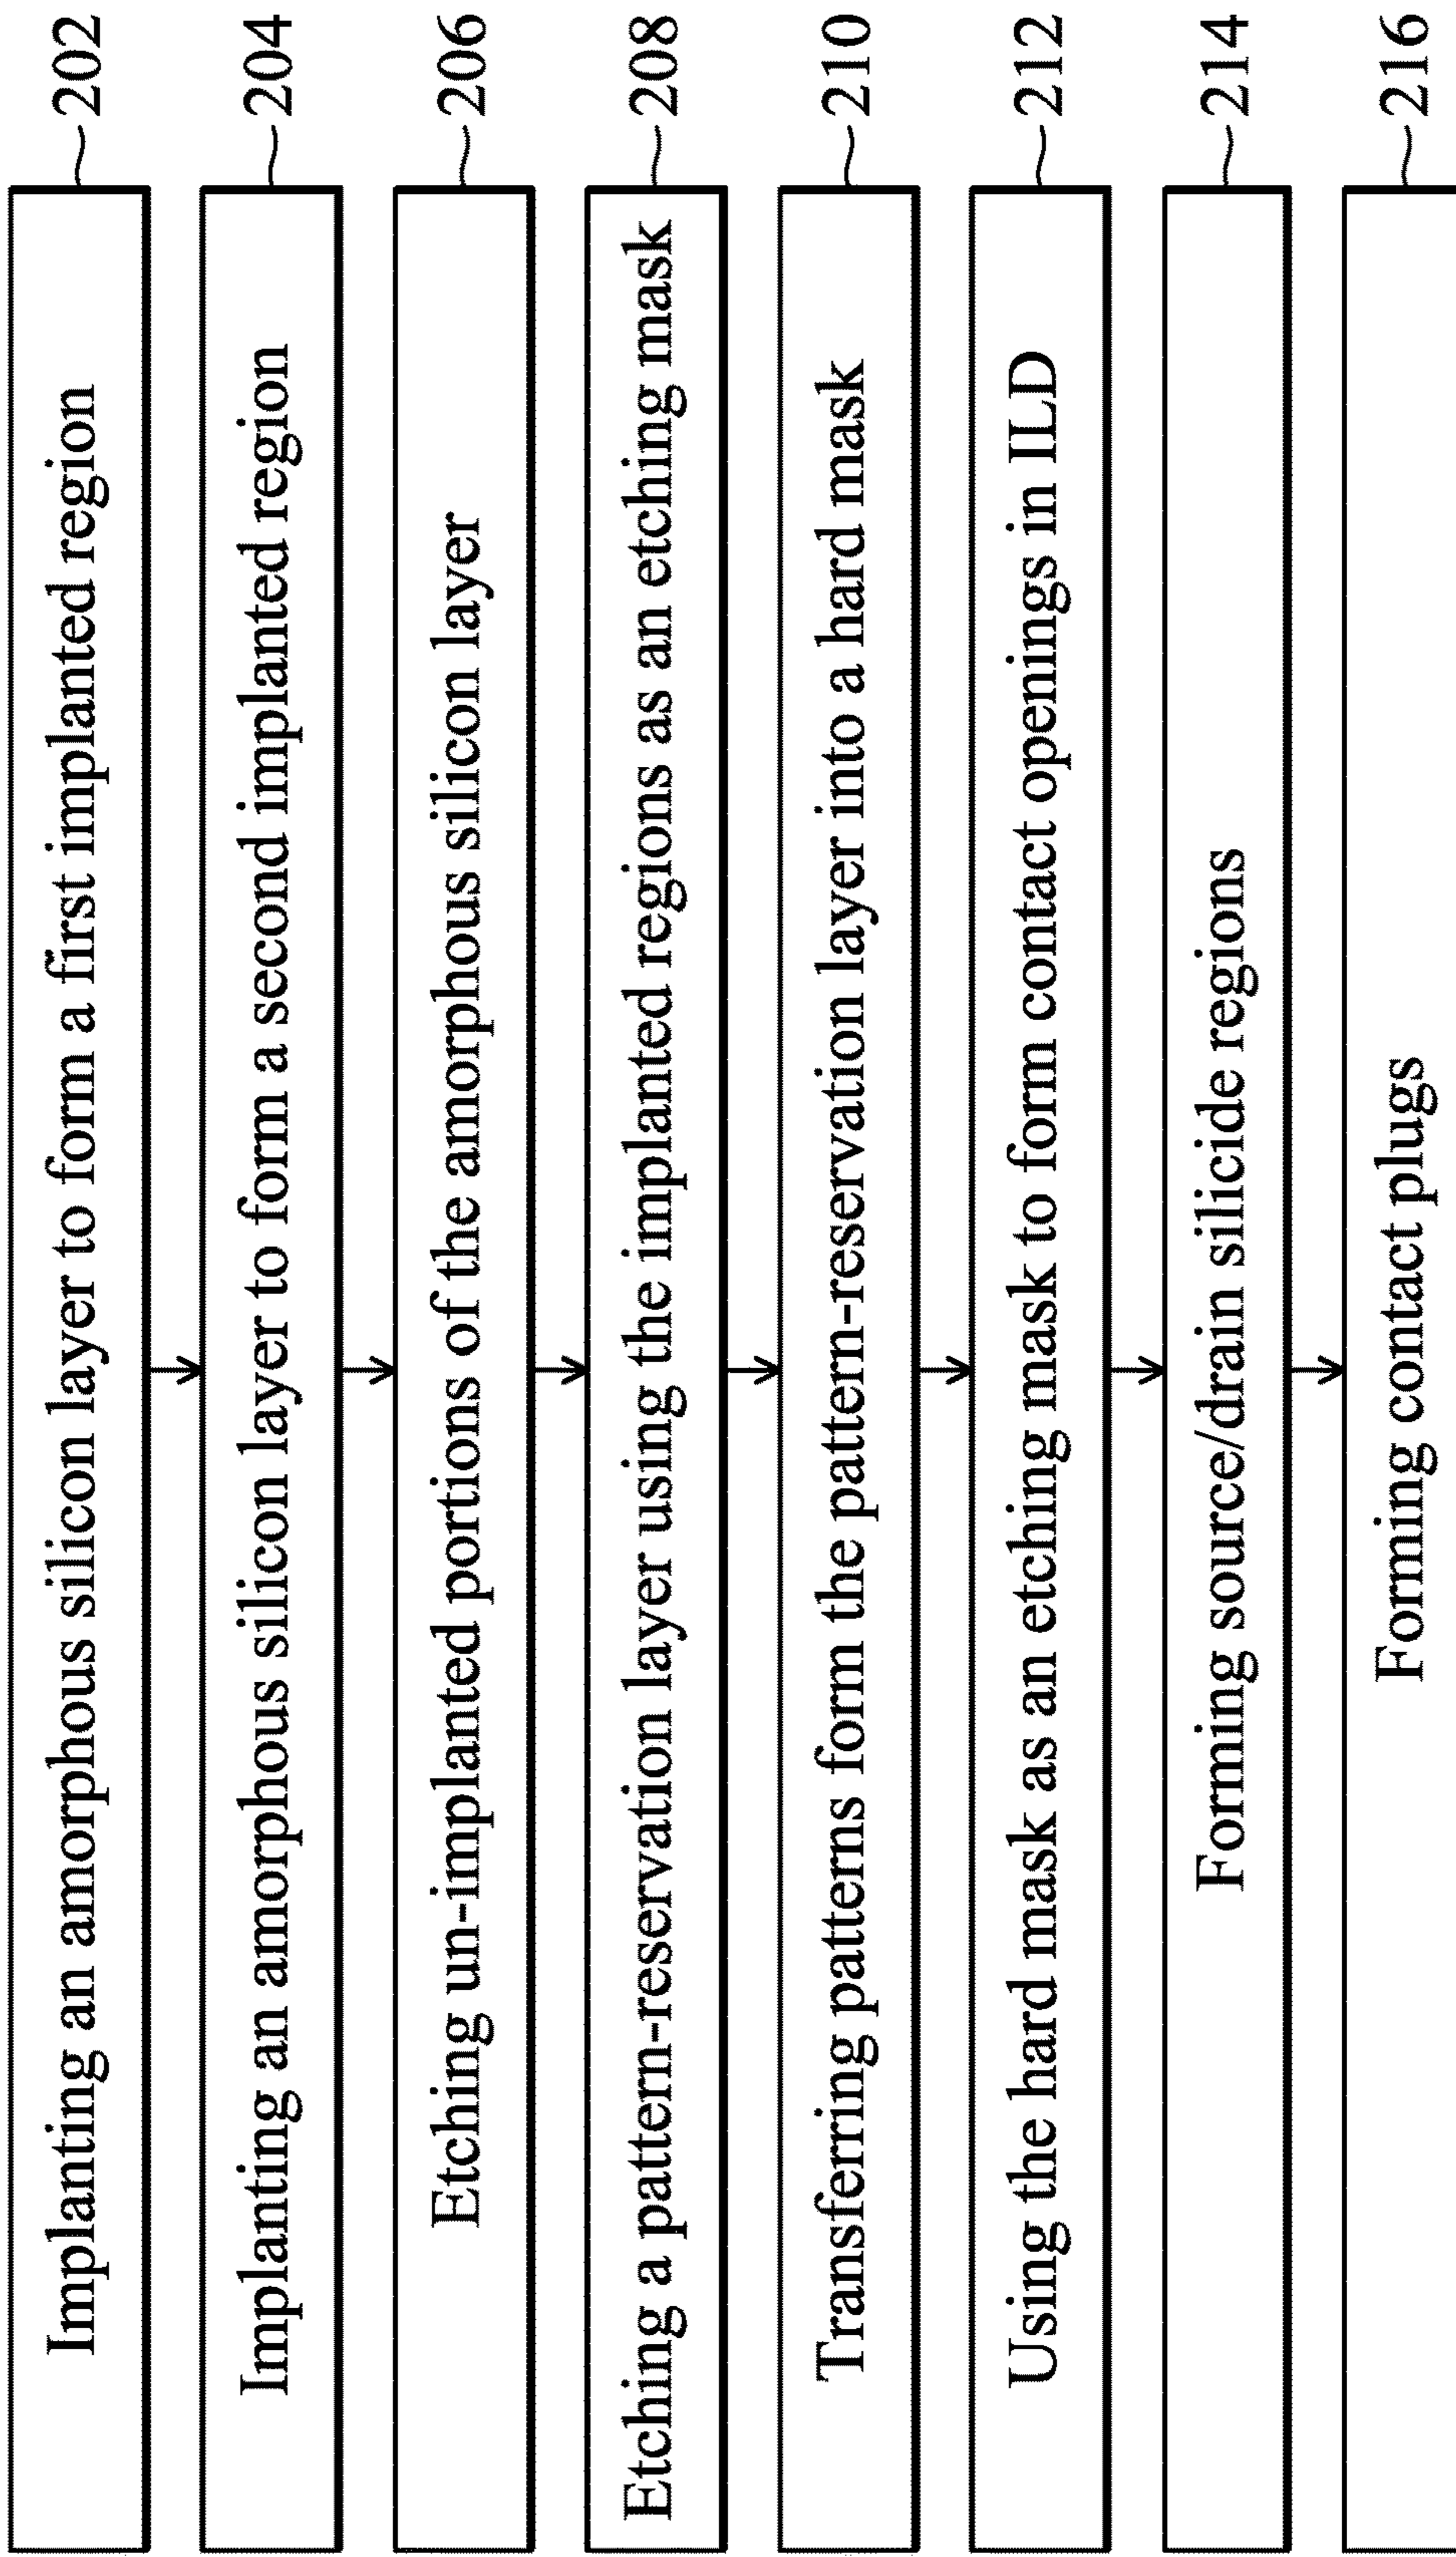 Implanting an amorphous silicon layer to form a first implanted region 202
Implanting an amorphous silicon layer to form a second implanted region 204
Etching un-implanted portions of the amorphous silicon layer 206
Etching a pattern-reservation layer using the implanted regions as an etching mask 208
Transferring patterns form the pattern-reservation layer into a hard mask 210
Using the hard mask as an etching mask to form contact openings in ILD 212
Forming source/drain silicide regions 214
Forming contact plugs 216